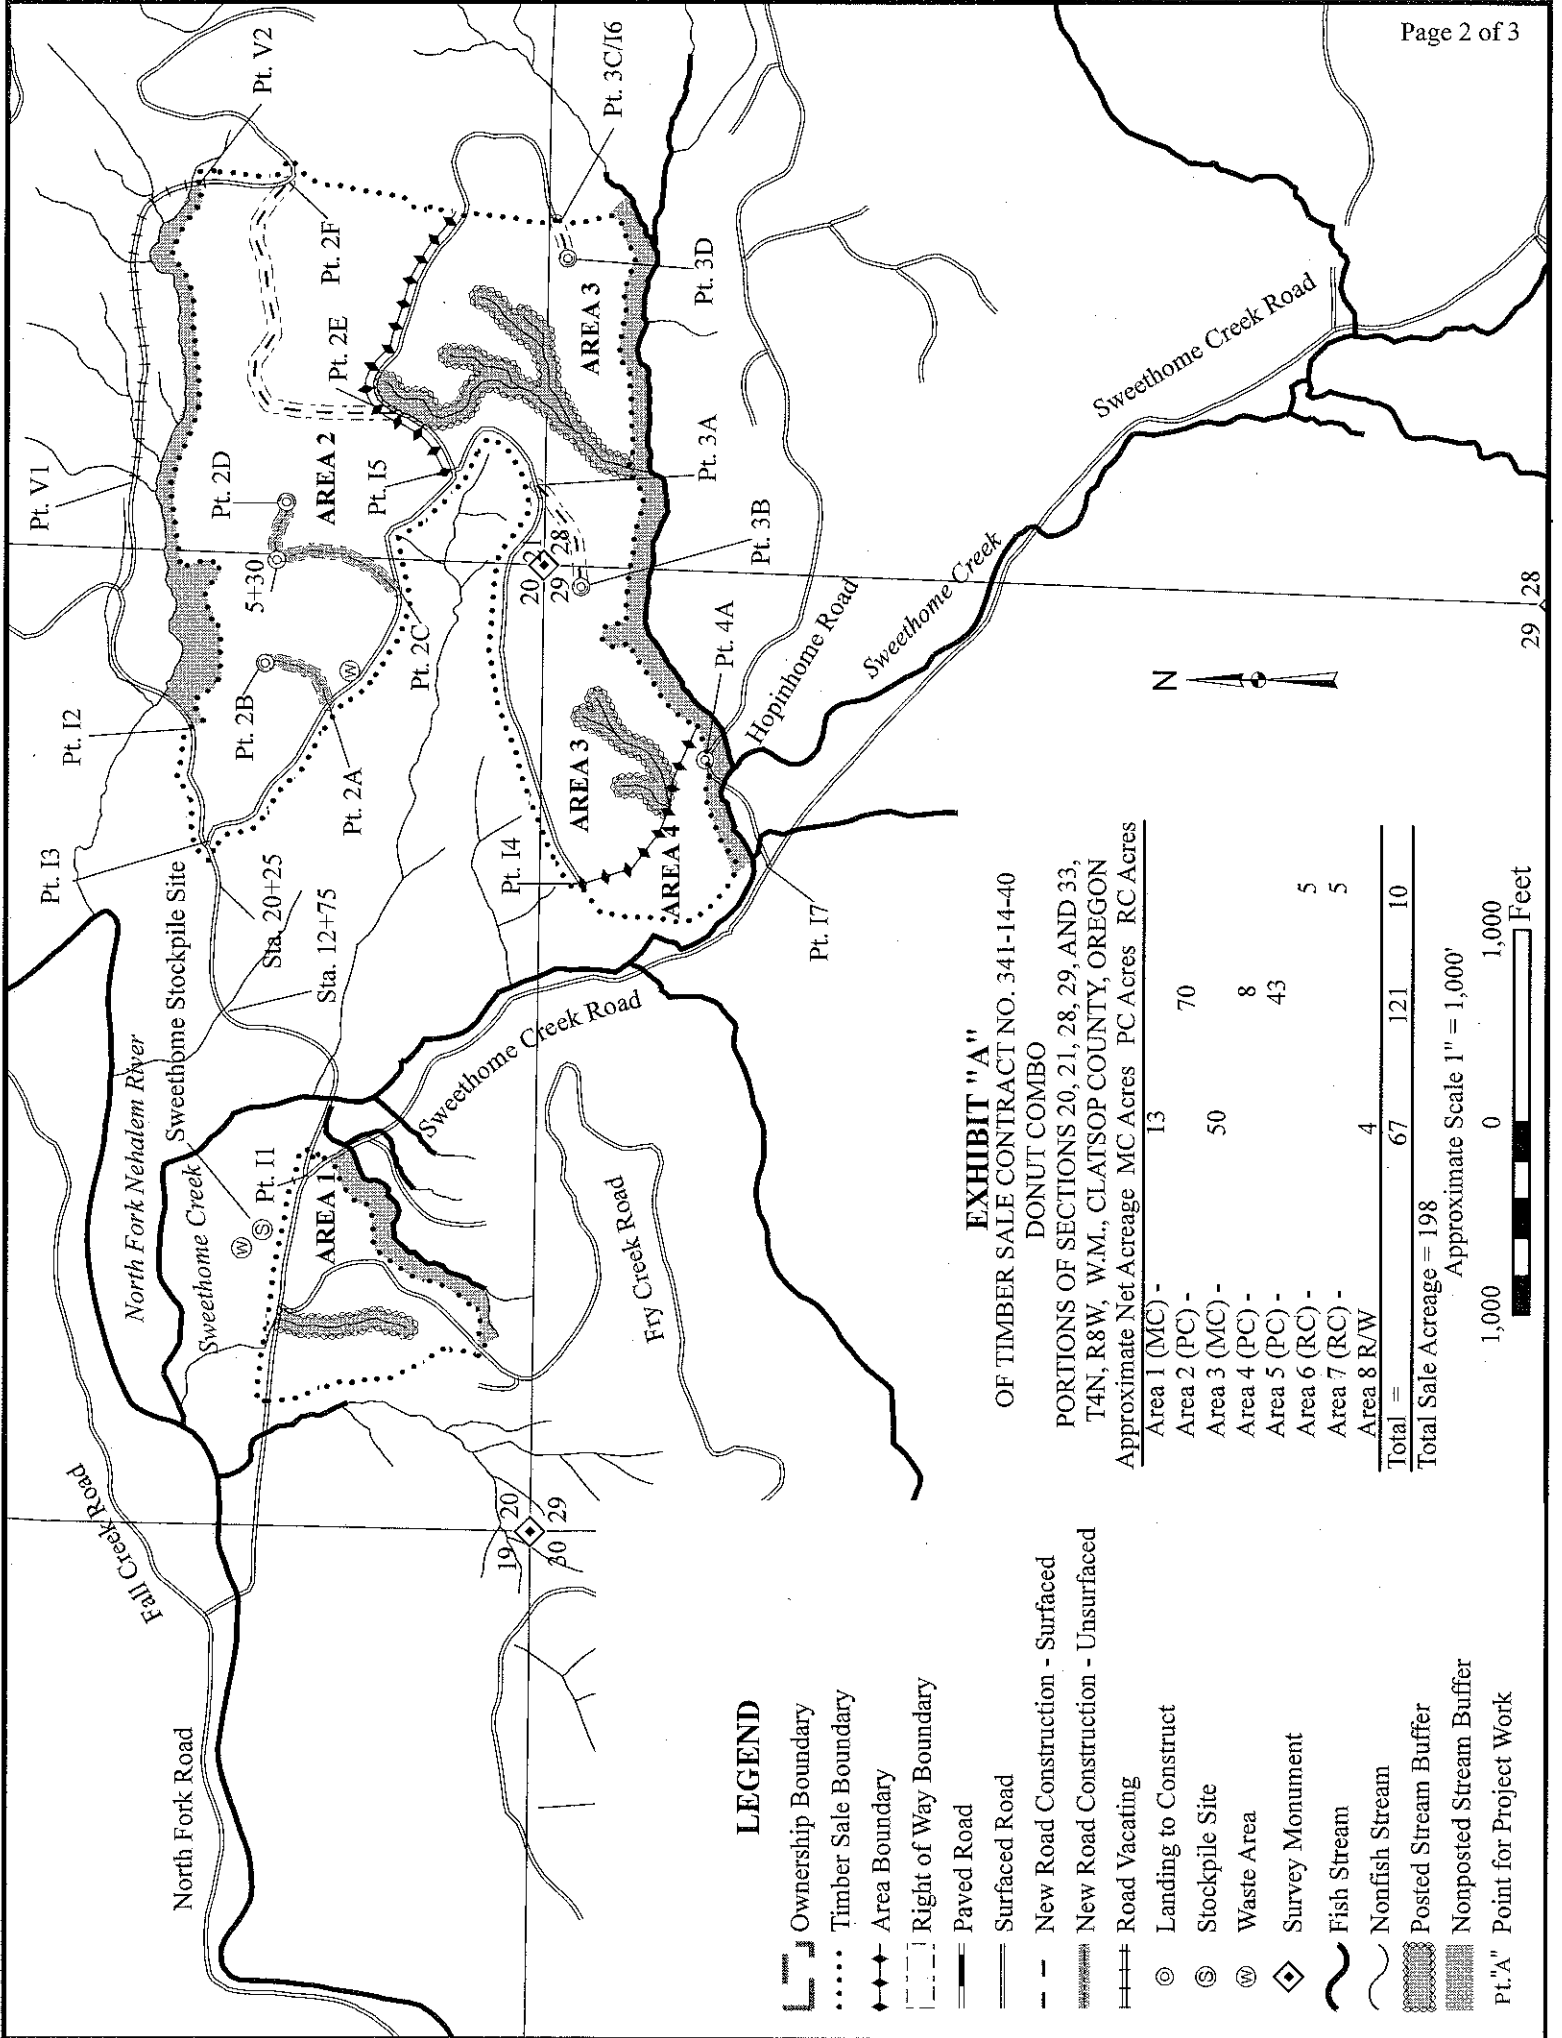 Page 2 of 3
North Fork Road
Fall Creek Road
North Fork Nehalem River
Sweethome Creek
Sweethome Stockpile Site
Pt. I1
AREA 1
Sta. 12+75
Sta. 20+25
Pt. I3
Pt. I2
Pt. V1
Pt. V2
Pt. 2A
Pt. 2B
Pt. 2C
Pt. 2D
5+30
AREA 2
Pt. 2E
Pt. 2F
Pt. I5
Pt. I4
20 21
29 28
19 20
30 29
AREA 3
AREA 3
AREA 4
Pt. 3A
Pt. 3B
Pt. 3C/I6
Pt. 3D
Pt. 4A
Pt. I7
Hopinhome Road
Sweethome Creek
Sweethome Creek Road
Sweethome Creek Road
Fry Creek Road
W
S
W
29 28
N
LEGEND
Ownership Boundary
Timber Sale Boundary
Area Boundary
Right of Way Boundary
Paved Road
Surfaced Road
New Road Construction - Surfaced
New Road Construction - Unsurfaced
Road Vacating
Landing to Construct
S Stockpile Site
W Waste Area
Survey Monument
Fish Stream
Nonfish Stream
Posted Stream Buffer
Nonposted Stream Buffer
Pt."A" Point for Project Work
EXHIBIT "A"
OF TIMBER SALE CONTRACT NO. 341-14-40
DONUT COMBO
PORTIONS OF SECTIONS 20, 21, 28, 29, AND 33,
T4N, R8W, W.M., CLATSOP COUNTY, OREGON
Approximate Net Acreage MC Acres PC Acres RC Acres
Area 1 (MC) - 13
Area 2 (PC) - 70
Area 3 (MC) - 50
Area 4 (PC) - 8
Area 5 (PC) - 43
Area 6 (RC) - 5
Area 7 (RC) - 5
Area 8 R/W 4
Total = 67 121 10
Total Sale Acreage = 198
Approximate Scale 1" = 1,000'
1,000 0 1,000
Feet